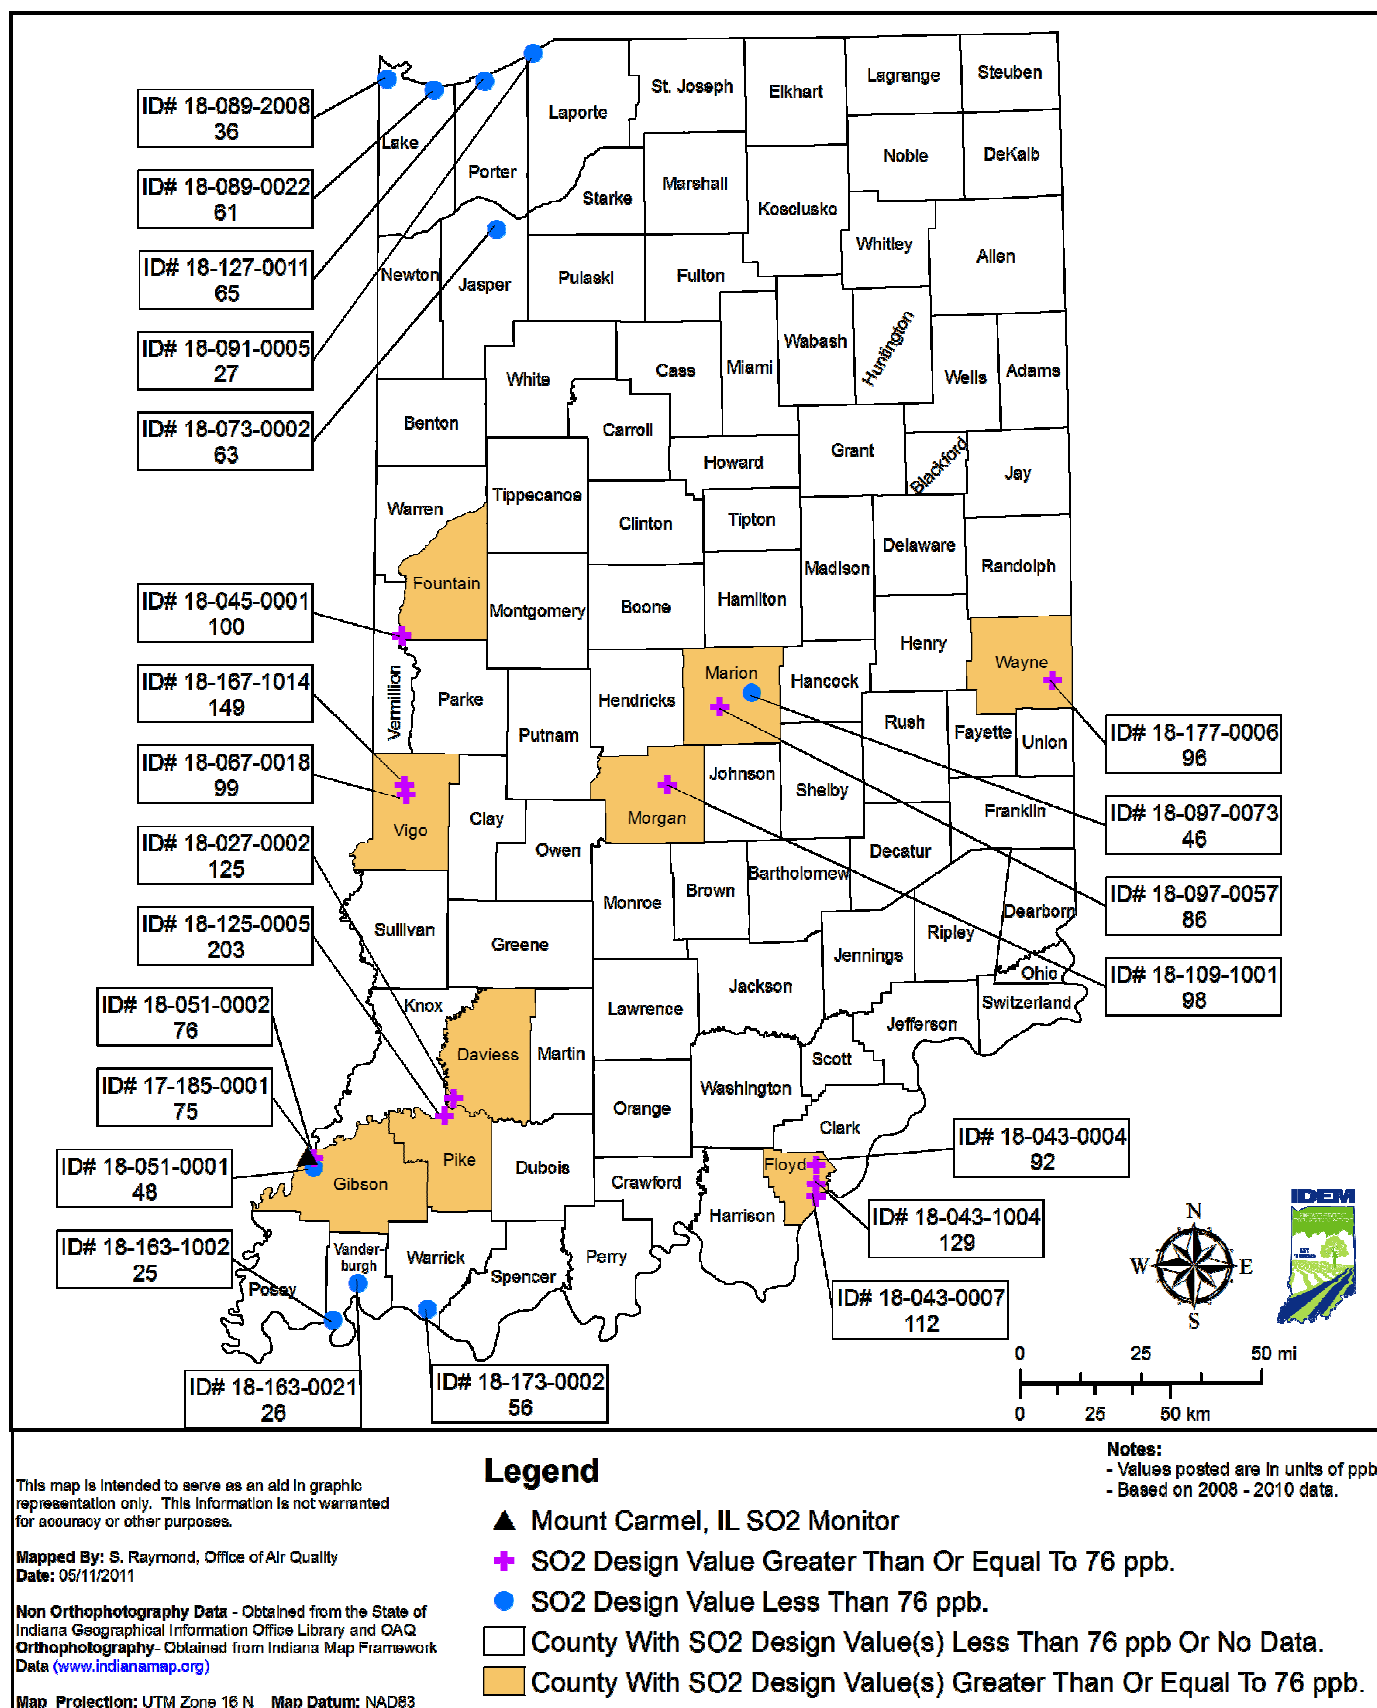 ID# 18-089-2008
36
ID# 18-089-0022
61
ID# 18-127-0011
65
ID# 18-091-0005
27
ID# 18-073-0002
63
ID# 18-045-0001
100
ID# 18-167-1014
149
ID# 18-067-0018
99
ID# 18-027-0002
125
ID# 18-125-0005
203
ID# 18-051-0002
76
ID# 17-185-0001
75
ID# 18-051-0001
48
ID# 18-163-1002
25
ID# 18-163-0021
26
ID# 18-173-0002
56
ID# 18-177-0006
96
ID# 18-097-0073
46
ID# 18-097-0057
86
ID# 18-109-1001
98
ID# 18-043-0004
92
ID# 18-043-1004
129
ID# 18-043-0007
112
Lake
Porter
Laporte
St. Joseph
Elkhart
Lagrange
Steuben
Noble
DeKalb
Starke
Marshall
Kosciusko
Whitley
Allen
Newton
Jasper
Pulaski
Fulton
Wabash
Huntington
Miami
Cass
White
Wells
Adams
Benton
Carroll
Howard
Grant
Blackford
Jay
Warren
Tippecanoe
Clinton
Tipton
Madison
Delaware
Randolph
Fountain
Montgomery
Boone
Hamilton
Henry
Wayne
Vermillion
Parke
Putnam
Hendricks
Marion
Hancock
Rush
Fayette
Union
Vigo
Clay
Owen
Morgan
Johnson
Shelby
Franklin
Decatur
Sullivan
Greene
Monroe
Brown
Bartholomew
Jennings
Ripley
Dearborn
Ohio
Switzerland
Knox
Daviess
Martin
Lawrence
Jackson
Jefferson
Scott
Washington
Orange
Clark
Gibson
Pike
Dubois
Crawford
Floyd
Harrison
Posey
Vander-
burgh
Warrick
Spencer
Perry
N
W
E
S
IDEM
0 25 50 mi
0 25 50 km
This map is intended to serve as an aid in graphic
representation only. This information is not warranted
for accuracy or other purposes.
Mapped By: S. Raymond, Office of Air Quality
Date: 05/11/2011
Non Orthophotography Data - Obtained from the State of
Indiana Geographical Information Office Library and OAQ
Orthophotography- Obtained from Indiana Map Framework
Data (www.indianamap.org)
Map Projection: UTM Zone 16 N Map Datum: NAD83
Legend
Mount Carmel, IL SO2 Monitor
SO2 Design Value Greater Than Or Equal To 76 ppb.
SO2 Design Value Less Than 76 ppb.
County With SO2 Design Value(s) Less Than 76 ppb Or No Data.
County With SO2 Design Value(s) Greater Than Or Equal To 76 ppb.
Notes:
- Values posted are in units of ppb
- Based on 2008 - 2010 data.